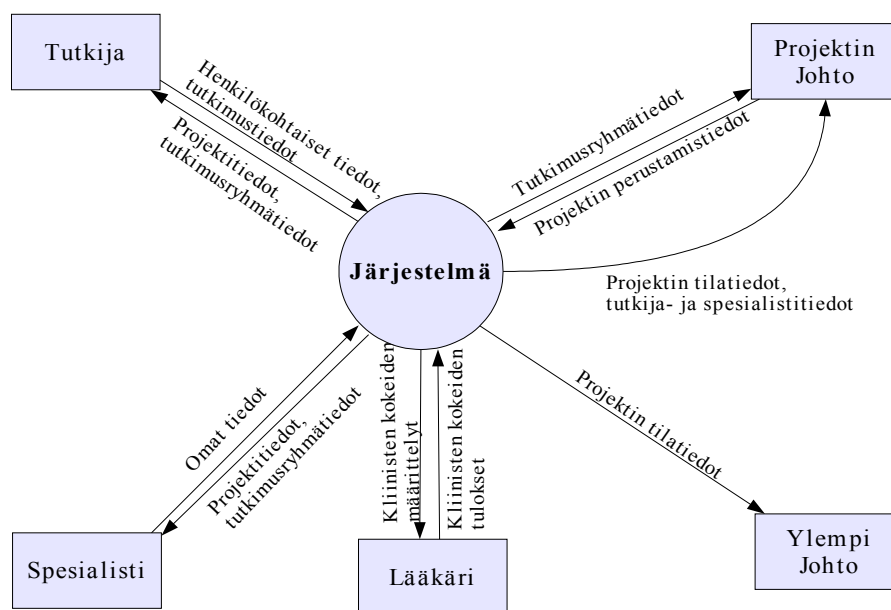 Tutkija
Projektin
Johto
Henkilökohtaiset tiedot,
tutkimustiedot
Projektitiedot,
tutkimusryhmätiedot
Tutkimusryhmätiedot
Projektin perustamistiedot
Järjestelmä
Projektin tilatiedot,
tutkija- ja spesialistitiedot
Omat tiedot
Projektitiedot,
tutkimusryhmätiedot
Kliinisten kokeiden
määrittelyt
Kliinisten kokeiden
tulokset
Projektin tilatiedot
Spesialisti
Lääkäri
Ylempi
Johto